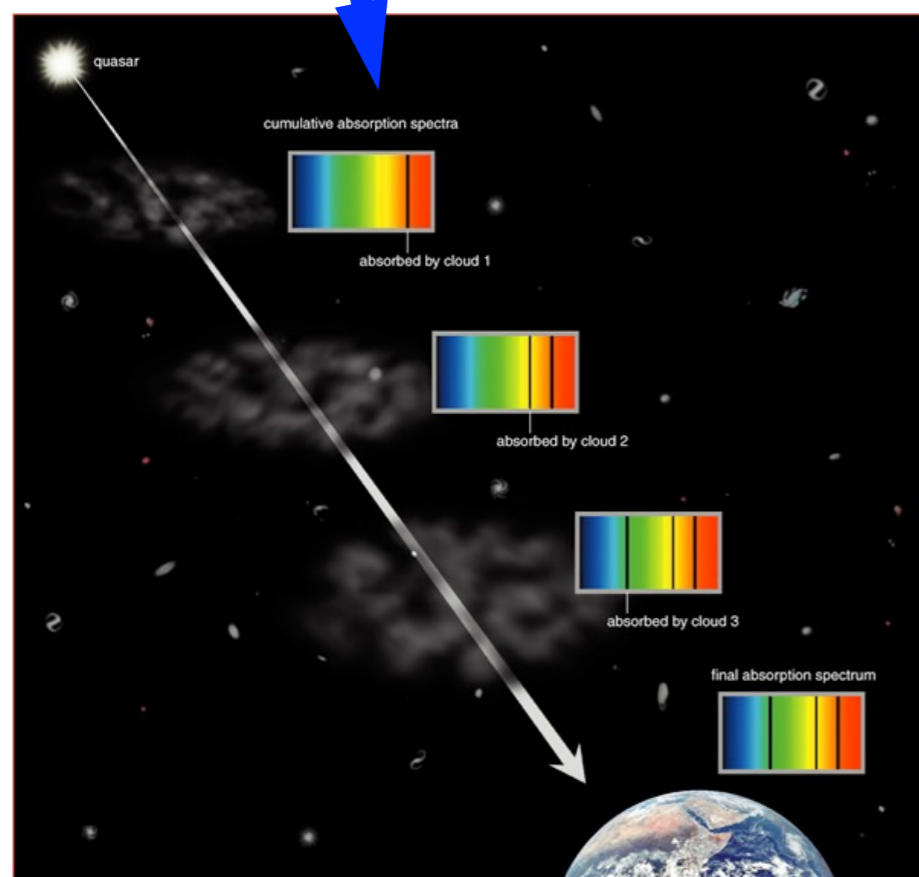 quasar
cumulative absorption spectra
absorbed by cloud 1
absorbed by cloud 2
absorbed by cloud 3
final absorption spectrum